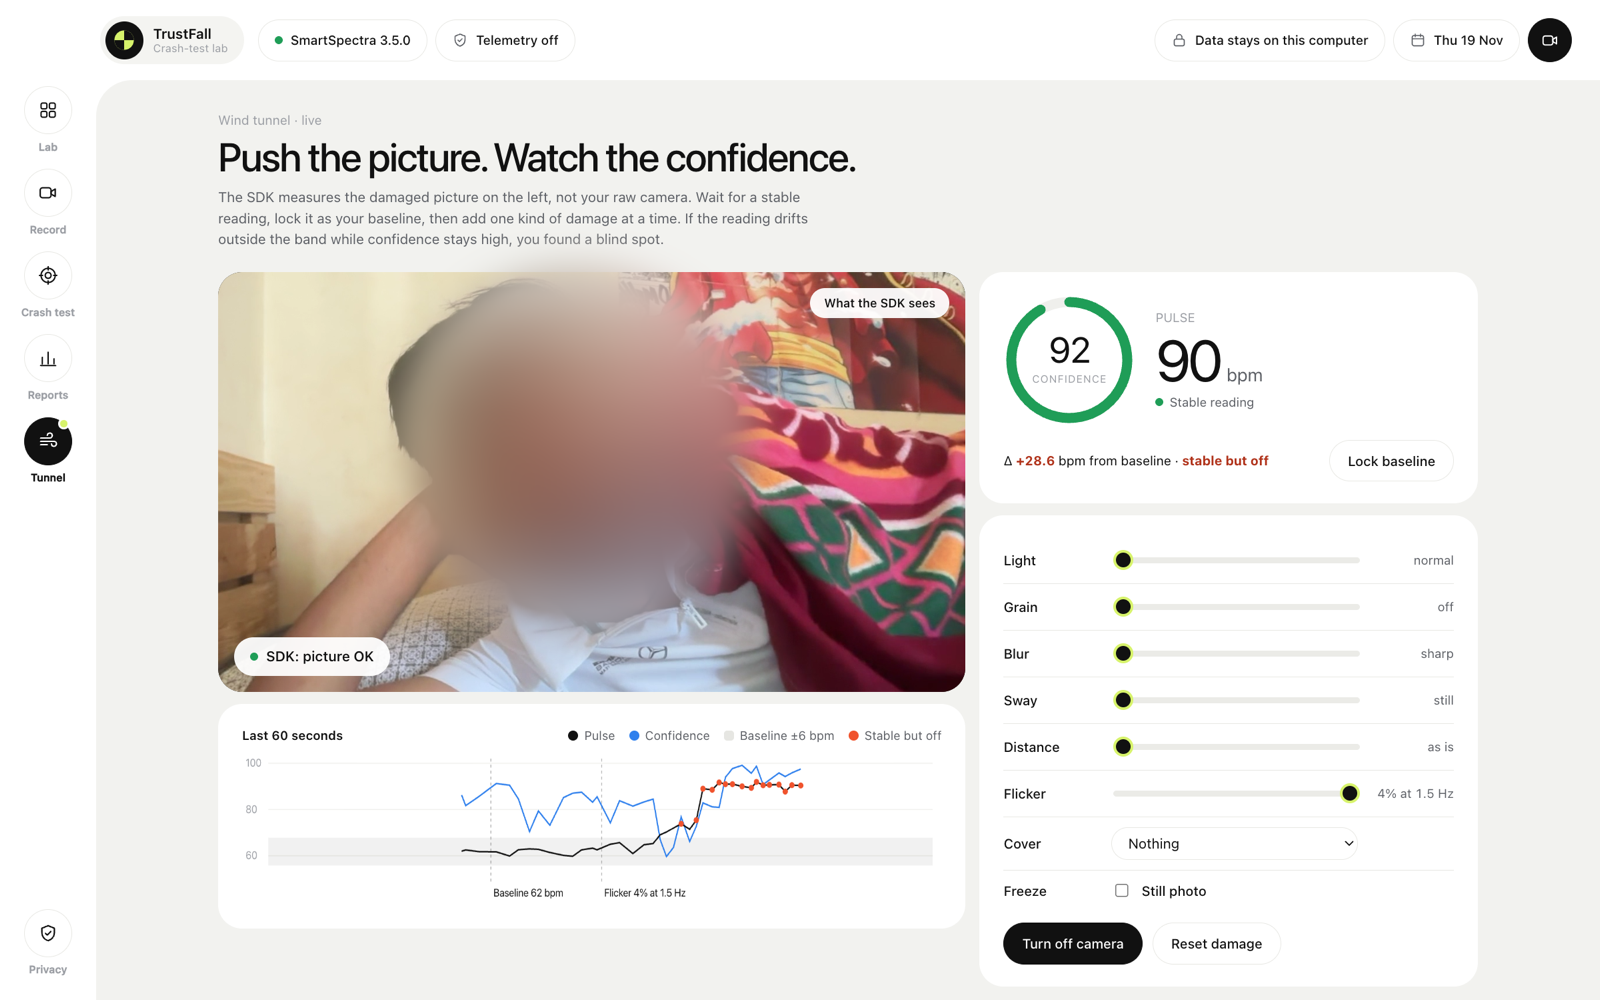 TrustFall
Crash-test lab
SmartSpectra 3.5.0
Telemetry off
Data stays on this computer
Thu 19 Nov
Lab
Record
Crash test
Reports
Tunnel
Privacy
Wind tunnel · live
Push the picture. Watch the confidence.
The SDK measures the damaged picture on the left, not your raw camera. Wait for a stable
reading, lock it as your baseline, then add one kind of damage at a time. If the reading drifts
outside the band while confidence stays high, you found a blind spot.
What the SDK sees
SDK: picture OK
92
CONFIDENCE
PULSE
90 bpm
Stable reading
Δ +28.6 bpm from baseline · stable but off
Lock baseline
Last 60 seconds
Pulse
Confidence
Baseline ±6 bpm
Stable but off
100
80
60
Baseline 62 bpm
Flicker 4% at 1.5 Hz
Light
normal
Grain
off
Blur
sharp
Sway
still
Distance
as is
Flicker
4% at 1.5 Hz
Cover
Nothing
Freeze
Still photo
Turn off camera
Reset damage